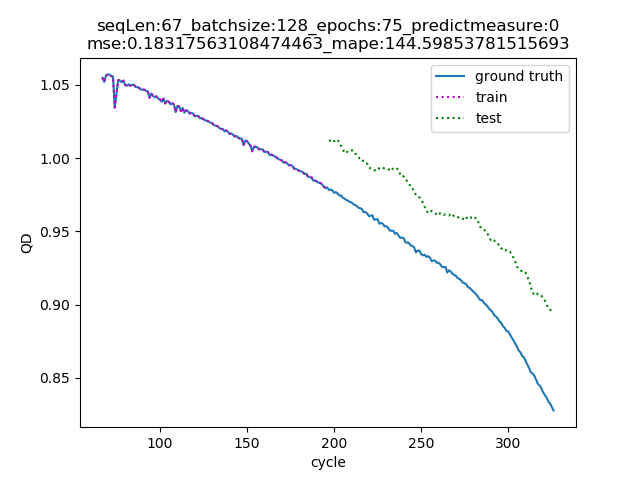 seqLen:67_batchsize:128_epochs:75_predictmeasure:0
mse:0.18317563108474463_mape:144.59853781515693
ground truth
train
test
1.05
1.00
0.95
0.90
0.85
QD
100 150 200 250 300
cycle